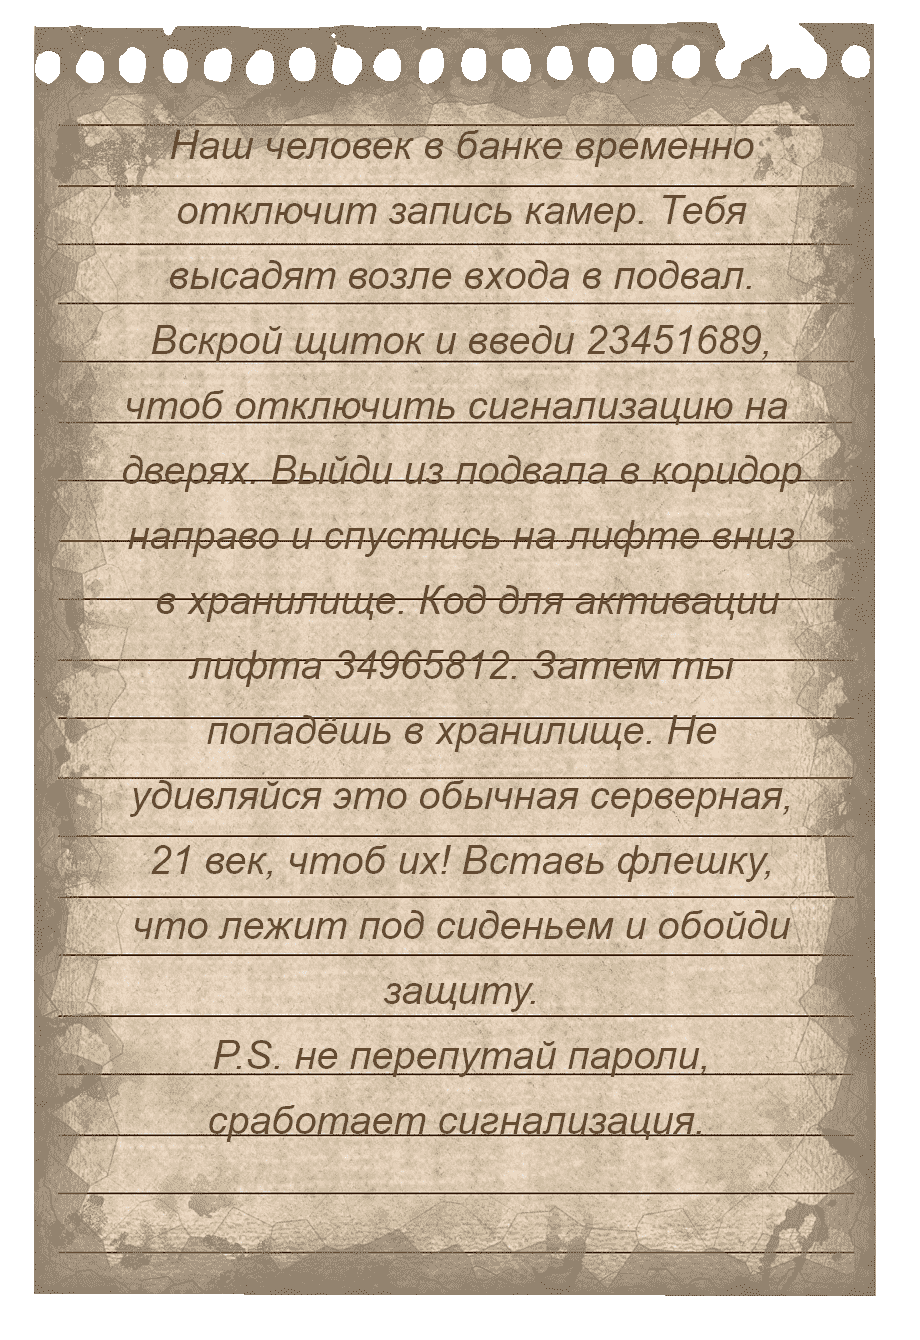 Наш человек в банке временно
отключит запись камер. Тебя
высадят возле входа в подвал.
Вскрой щиток и введи 23451689,
чтоб отключить сигнализацию на
дверях. Выйди из подвала в коридор
направо и спустись на лифте вниз
в хранилище. Код для активации
лифта 34965812. Затем ты
попадёшь в хранилище. Не
удивляйся это обычная серверная,
21 век, чтоб их! Вставь флешку,
что лежит под сиденьем и обойди
защиту.
P.S. не перепутай пароли,
сработает сигнализация.